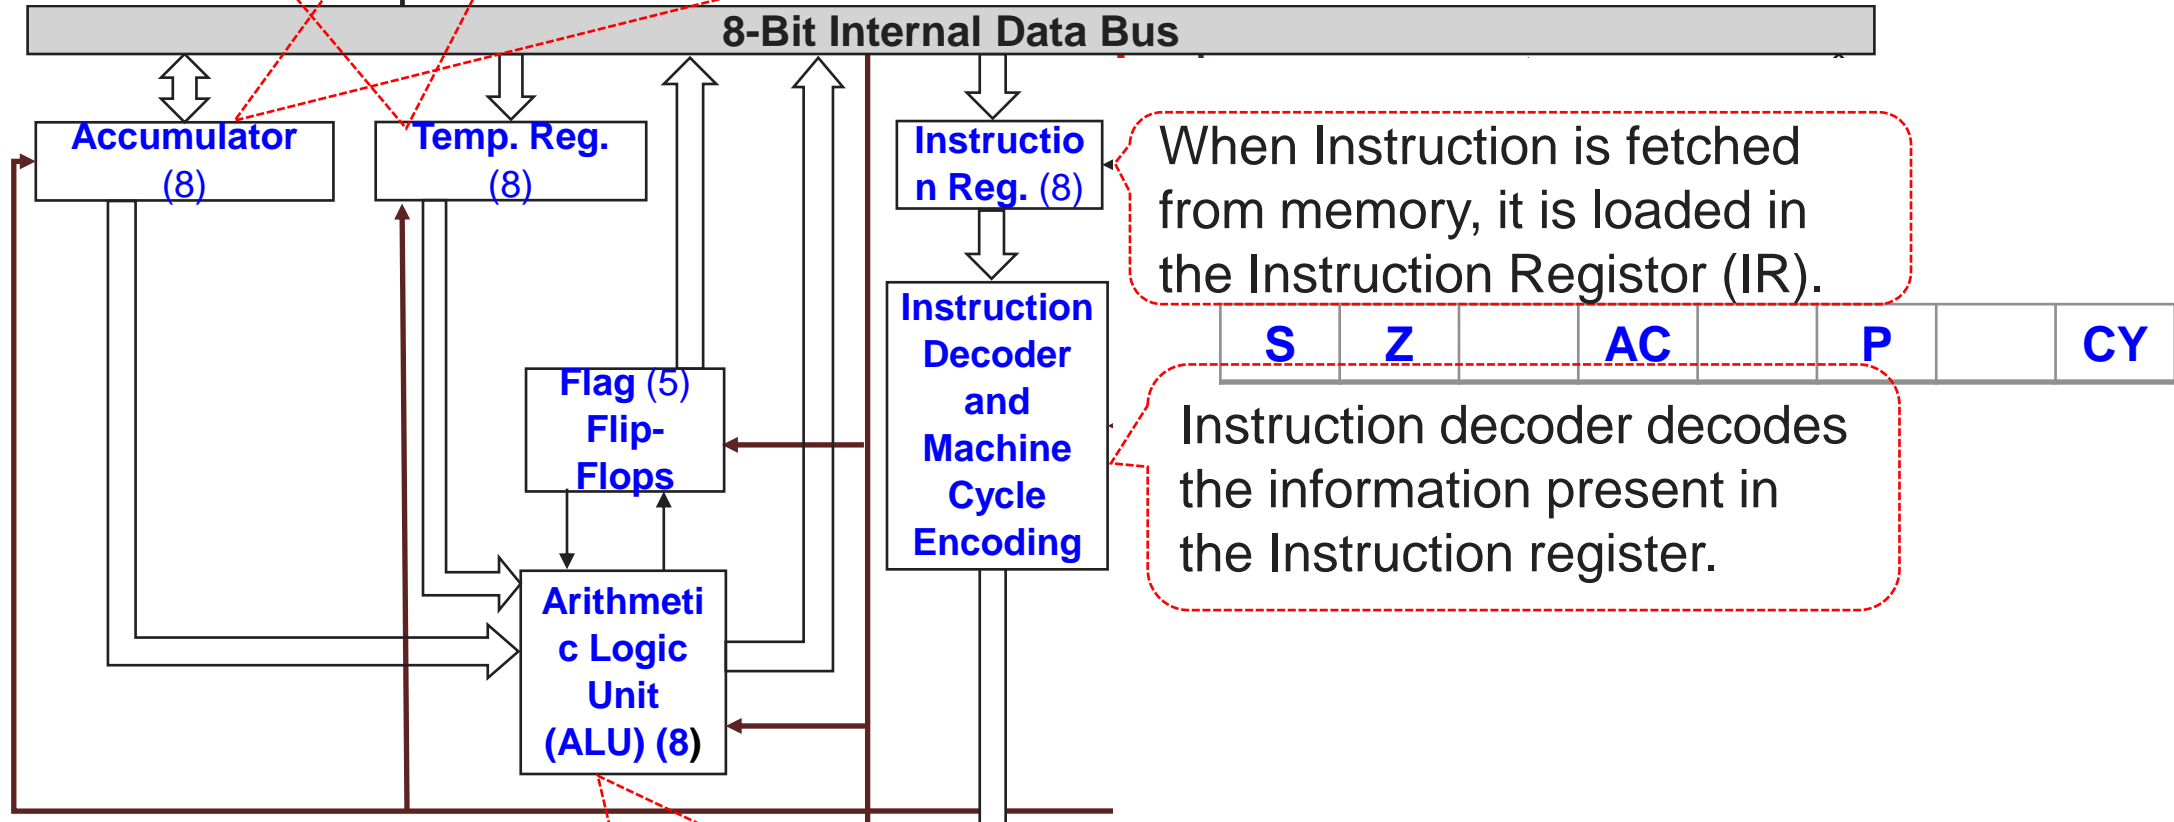 8-Bit Internal Data Bus
Accumulator
(8)
Temp. Reg.
(8)
Instructio
n Reg. (8)
When Instruction is fetched
from memory, it is loaded in
the Instruction Registor (IR).
S Z AC P CY
Instruction
Decoder
and
Machine
Cycle
Encoding
Instruction decoder decodes
the information present in
the Instruction register.
Flag (5)
Flip-
Flops
Arithmeti
c Logic
Unit
(ALU) (8)